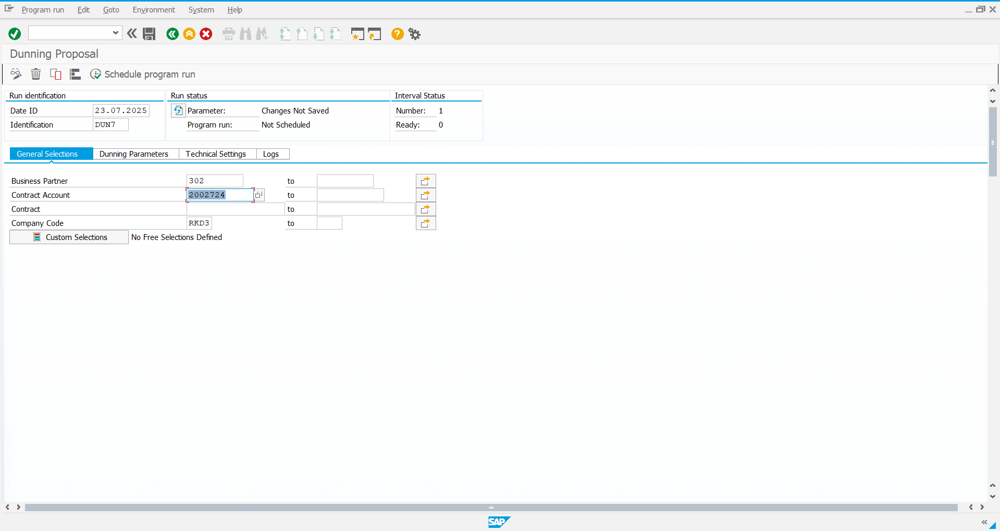 Program run Edit Goto Environment System Help
Dunning Proposal
Schedule program run
Run identification Run status Interval Status
Date ID 23.07.2025 Parameter: Changes Not Saved Number: 1
Identification DUN7 Program run: Not Scheduled Ready: 0
General Selections Dunning Parameters Technical Settings Logs
Business Partner 302 to
Contract Account 2002724 to
Contract to
Company Code RKD3 to
Custom Selections No Free Selections Defined
SAP